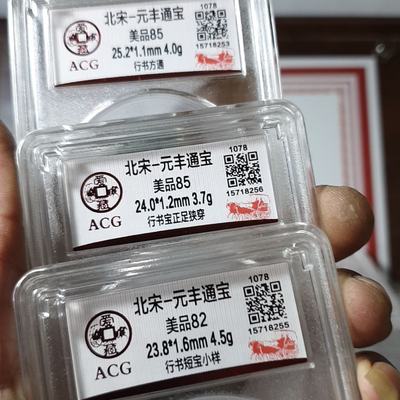 1078
北宋-元丰通宝
美品85
25.2*1.1mm 4.0g
行书方通
15718253
ACG
1078
北宋-元丰通宝
美品85
24.0*1.2mm 3.7g
行书宝正足狭穿
15718256
ACG
1078
北宋-元丰通宝
美品82
23.8*1.6mm 4.5g
行书短宝小样
15718255
ACG